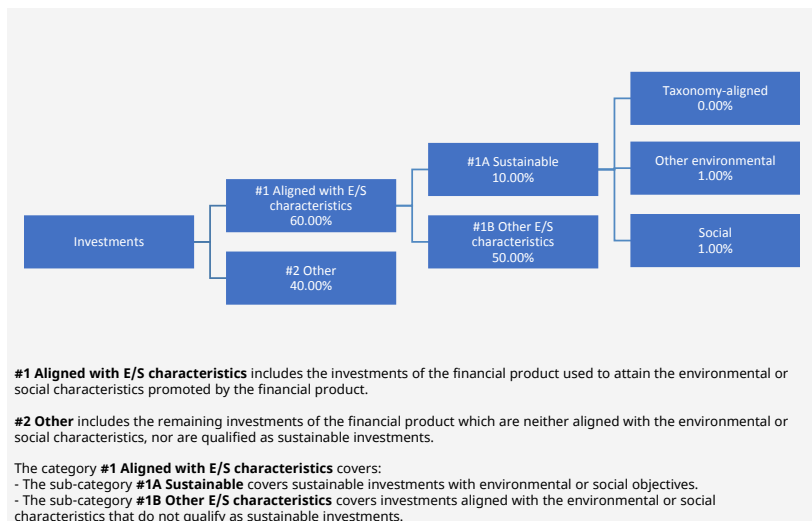 Taxonomy-aligned
0.00%
#1A Sustainable
10.00%
Other environmental
1.00%
#1 Aligned with E/S
characteristics
60.00%
#1B Other E/S
characteristics
50.00%
Social
1.00%
Investments
#2 Other
40.00%
#1 Aligned with E/S characteristics includes the investments of the financial product used to attain the environmental or
social characteristics promoted by the financial product.
#2 Other includes the remaining investments of the financial product which are neither aligned with the environmental or
social characteristics, nor are qualified as sustainable investments.
The category #1 Aligned with E/S characteristics covers:
- The sub-category #1A Sustainable covers sustainable investments with environmental or social objectives.
- The sub-category #1B Other E/S characteristics covers investments aligned with the environmental or social
characteristics that do not qualify as sustainable investments.